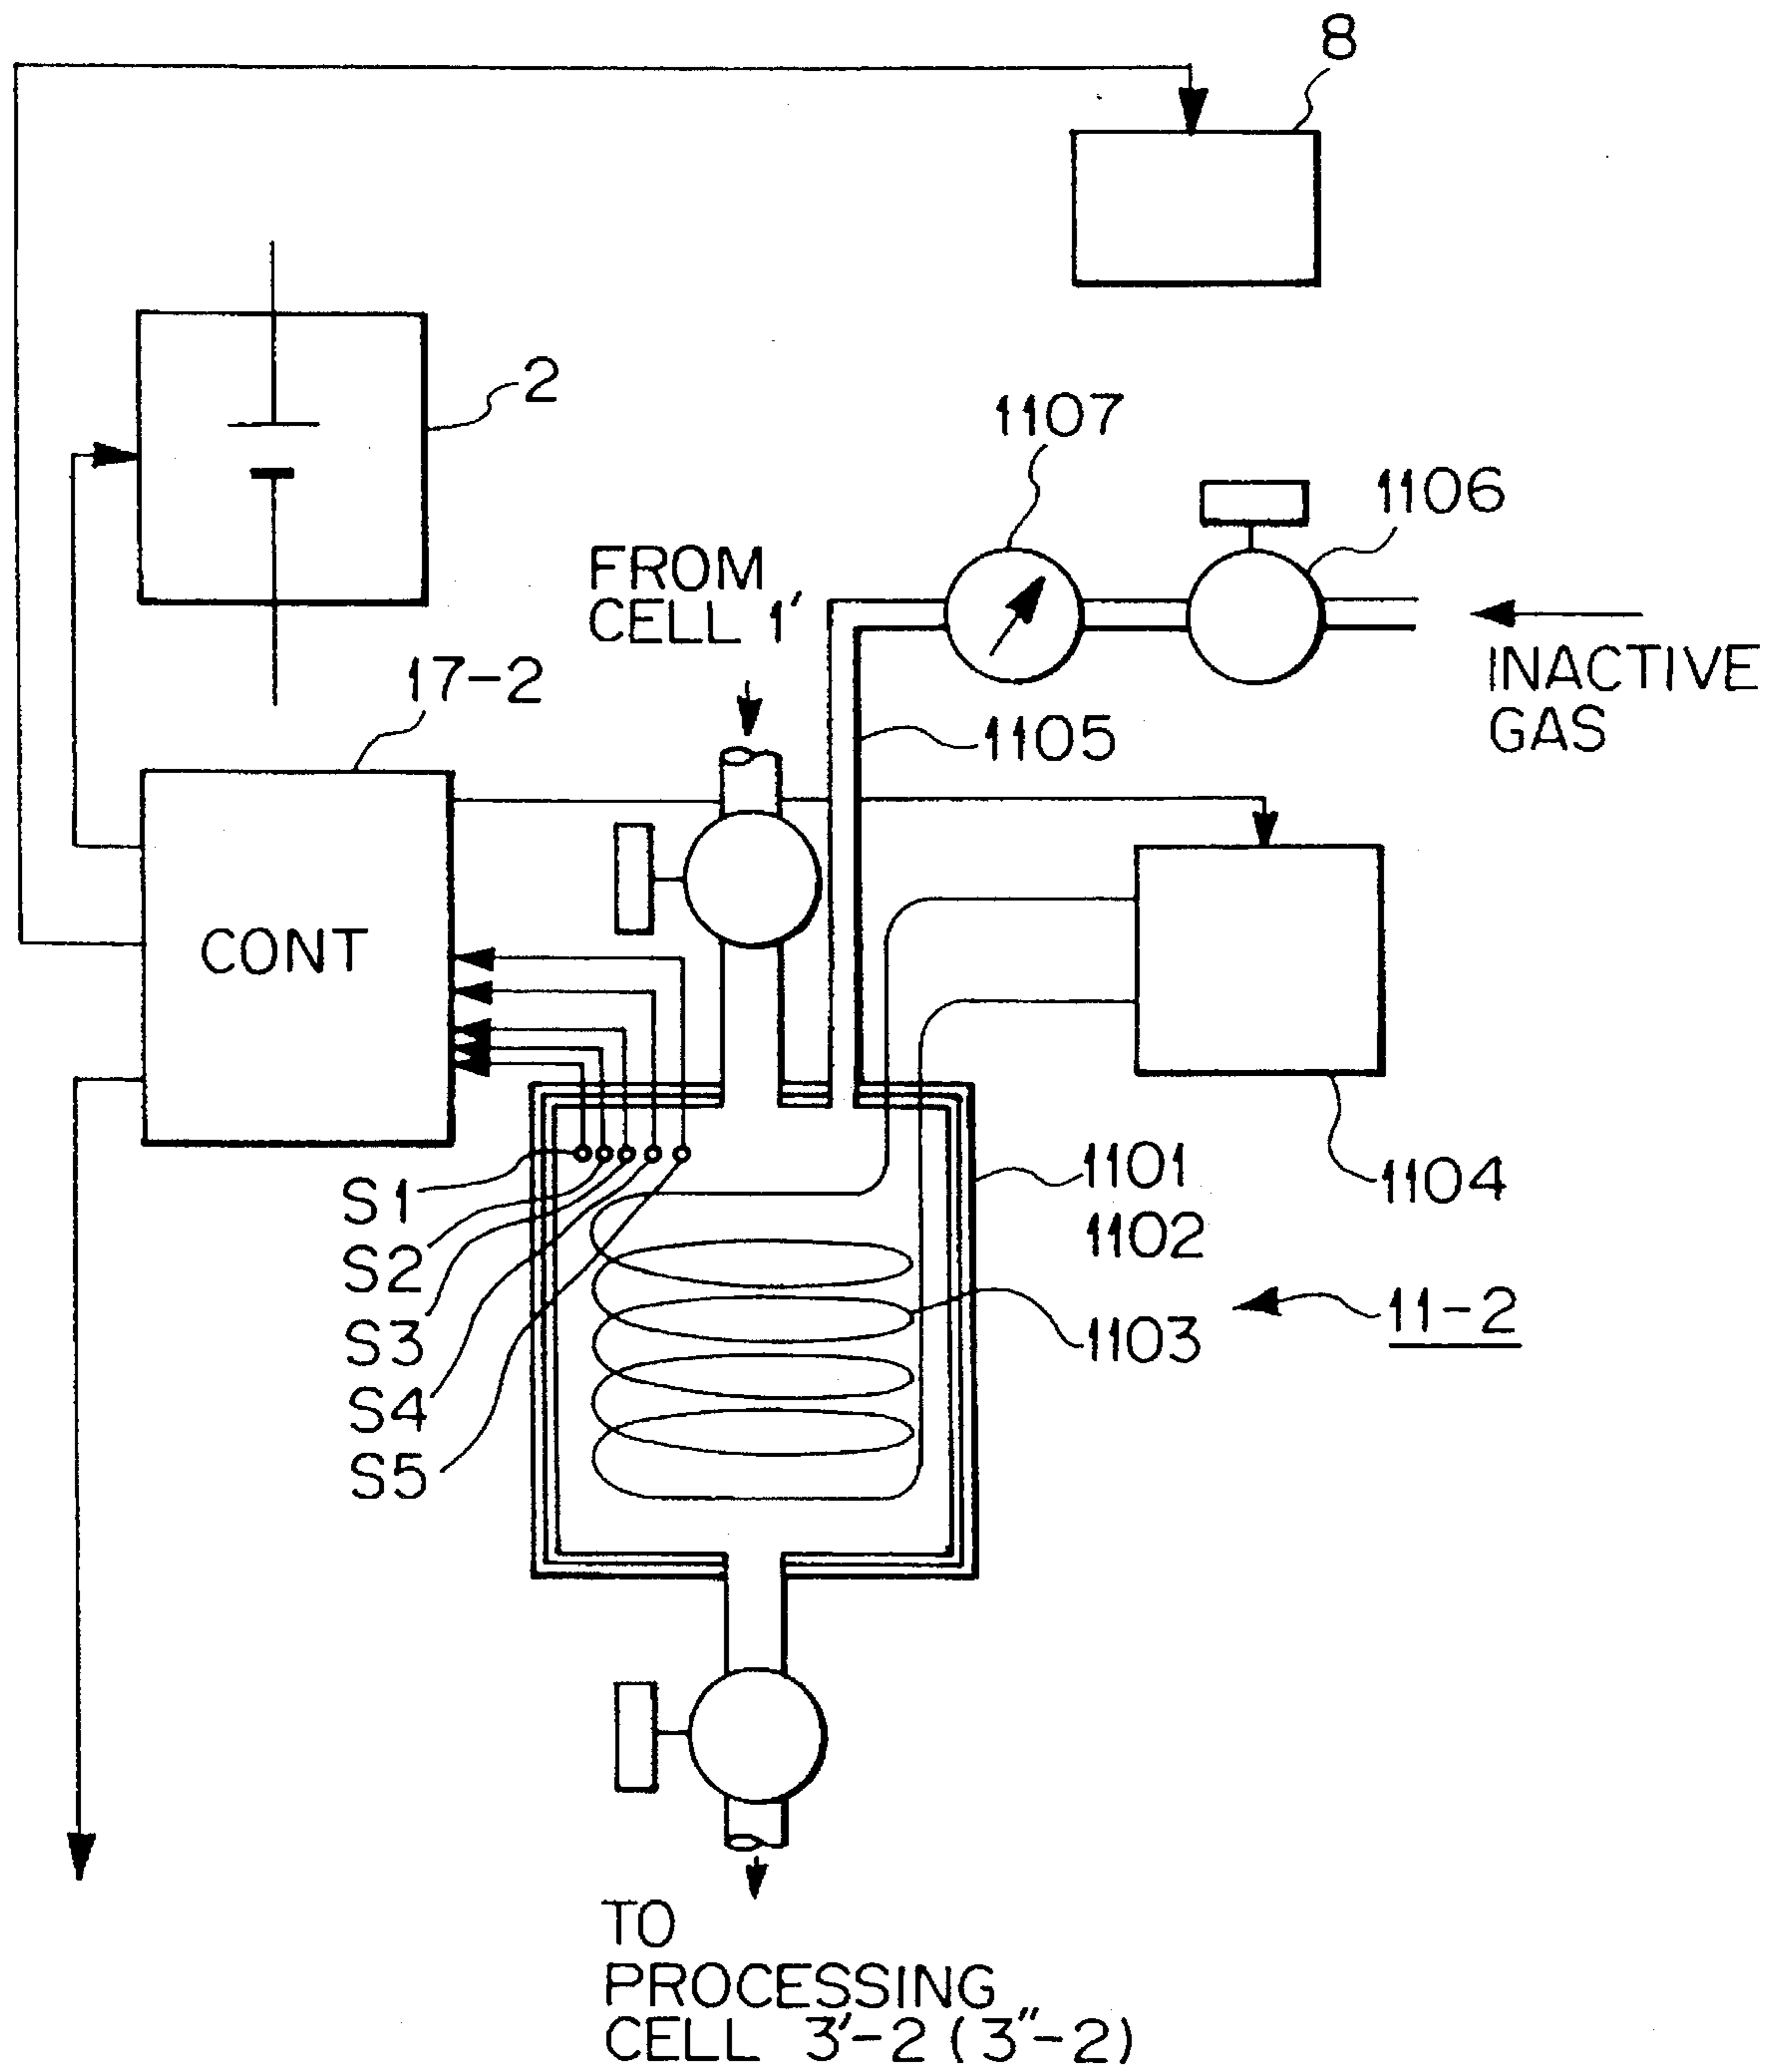 8
2
1107
1106
FROM
CELL 1'
INACTIVE
GAS
17-2
1105
CONT
1101
1104
1102
S1
S2
11-2
S3
1103
S4
S5
TO
PROCESSING
CELL 3'-2 (3"-2)